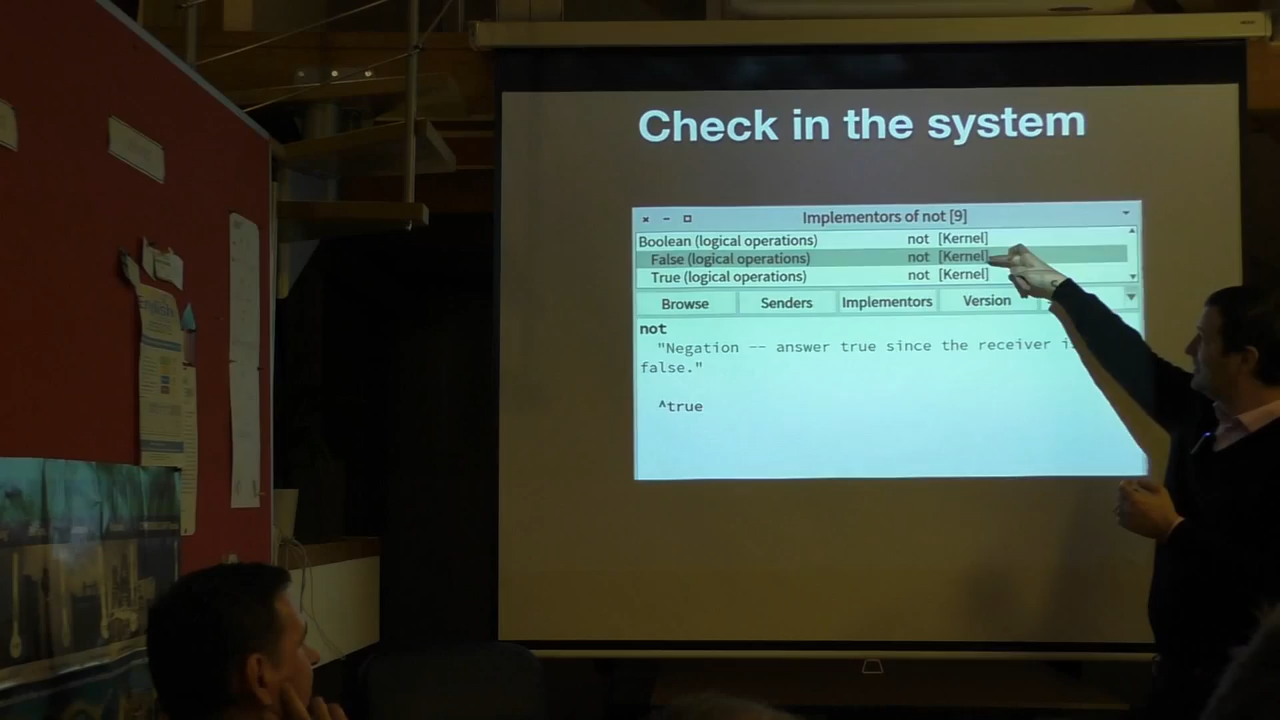 Check in the system
Implementors of not [9]
Boolean (logical operations) not [Kernel]
False (logical operations) not [Kernel]
True (logical operations) not [Kernel]
Browse Senders Implementors Version
not
"Negation -- answer true since the receiver
false."
^true